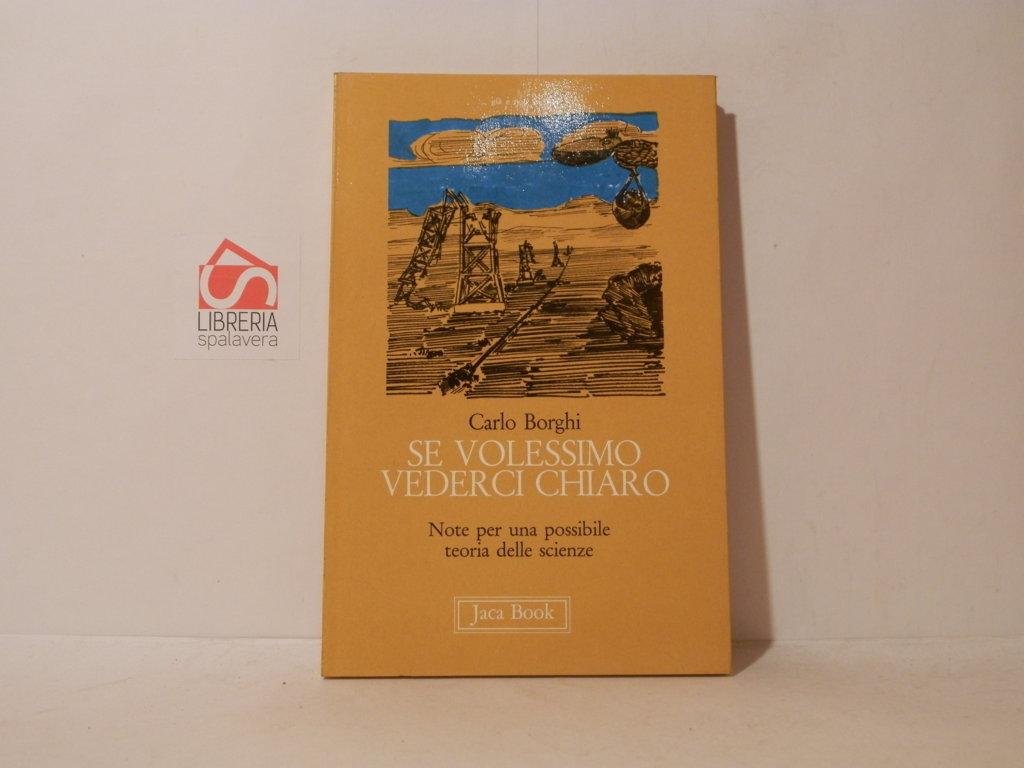 LIBRERIA
spalavera
Carlo Borghi
SE VOLESSIMO
VEDERCI CHIARO
Note per una possibile
teoria delle scienze
Jaca Book